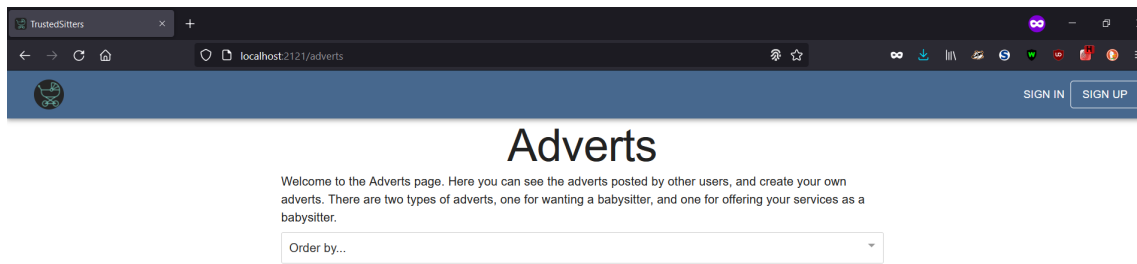 TrustedSitters
localhost:2121/adverts
SIGN IN SIGN UP
Adverts
Welcome to the Adverts page. Here you can see the adverts posted by other users, and create your own
adverts. There are two types of adverts, one for wanting a babysitter, and one for offering your services as a
babysitter.
Order by...